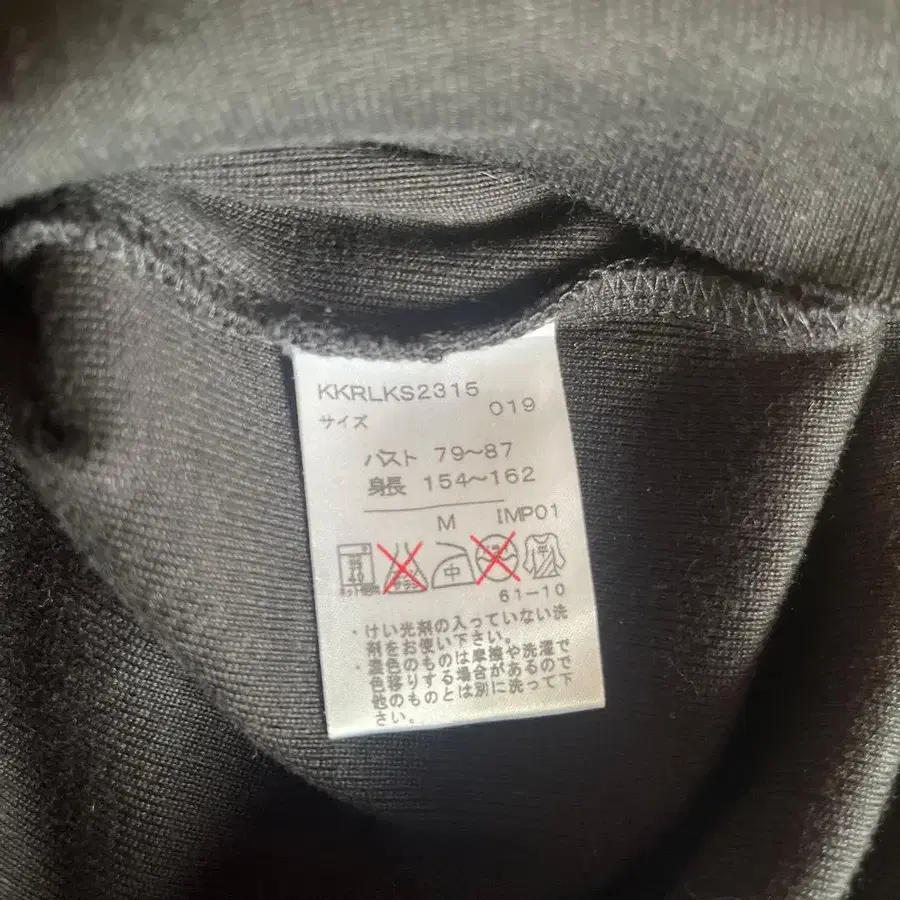 KKRLKS2315
019
サイズ
バスト 79～87
身長 154～162
M IMP01
40
中
61-10
・けい光剤の入っていない洗
剤をお使い下さい。
・着色のものは摩擦や洗濯で
色移りする場合があるので
他のものとは別に洗って下
さい。